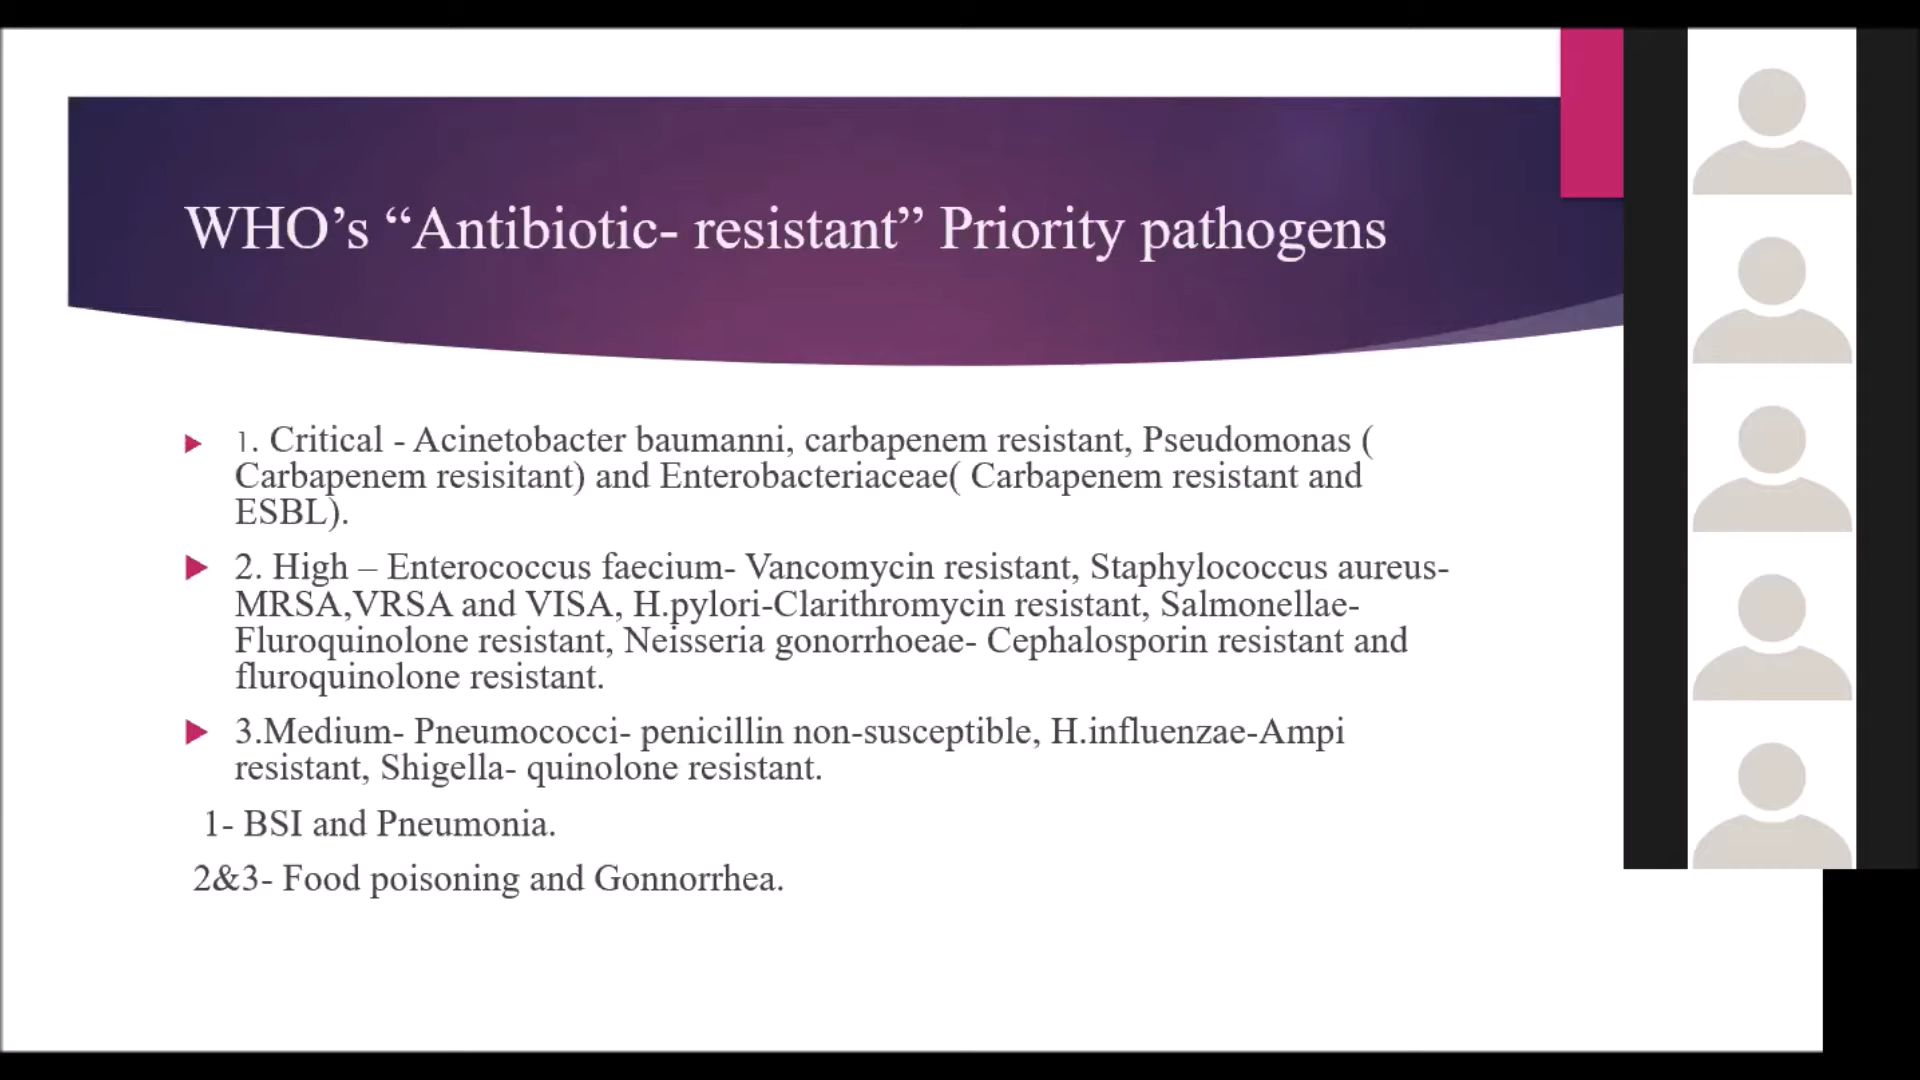 WHO’s “Antibiotic- resistant” Priority pathogens
1. Critical - Acinetobacter baumanni, carbapenem resistant, Pseudomonas (
Carbapenem resisitant) and Enterobacteriaceae( Carbapenem resistant and
ESBL).
2. High – Enterococcus faecium- Vancomycin resistant, Staphylococcus aureus-
MRSA,VRSA and VISA, H.pylori-Clarithromycin resistant, Salmonellae-
Fluroquinolone resistant, Neisseria gonorrhoeae- Cephalosporin resistant and
fluroquinolone resistant.
3.Medium- Pneumococci- penicillin non-susceptible, H.influenzae-Ampi
resistant, Shigella- quinolone resistant.
1- BSI and Pneumonia.
2&3- Food poisoning and Gonnorrhea.